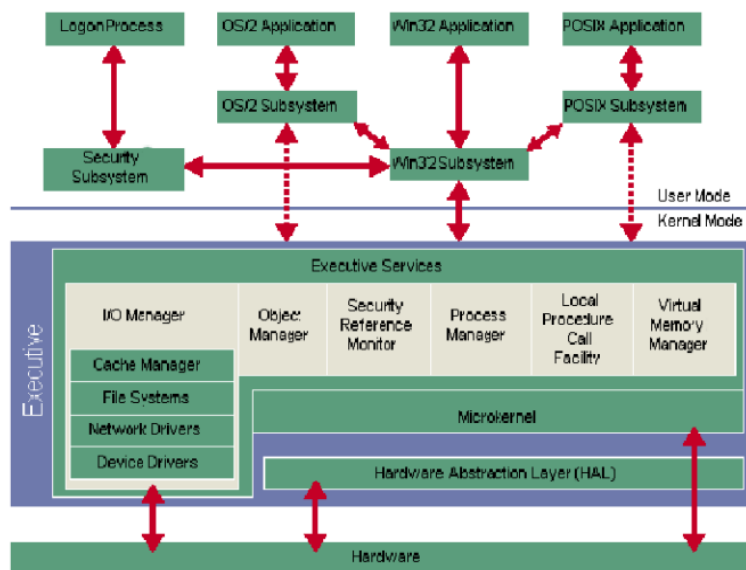 Logon Process
OS/2 Application
Win32 Application
POSIX Application
OS/2 Subsystem
POSIX Subsystem
Security
Subsystem
Win32 Subsystem
User Mode
Kernel Mode
Executive
Executive Services
I/O Manager
Object
Manager
Security
Reference
Monitor
Process
Manager
Local
Procedure
Call
Facility
Virtual
Memory
Manager
Cache Manager
File Systems
Network Drivers
Device Drivers
Microkernel
Hardware Abstraction Layer (HAL)
Hardware